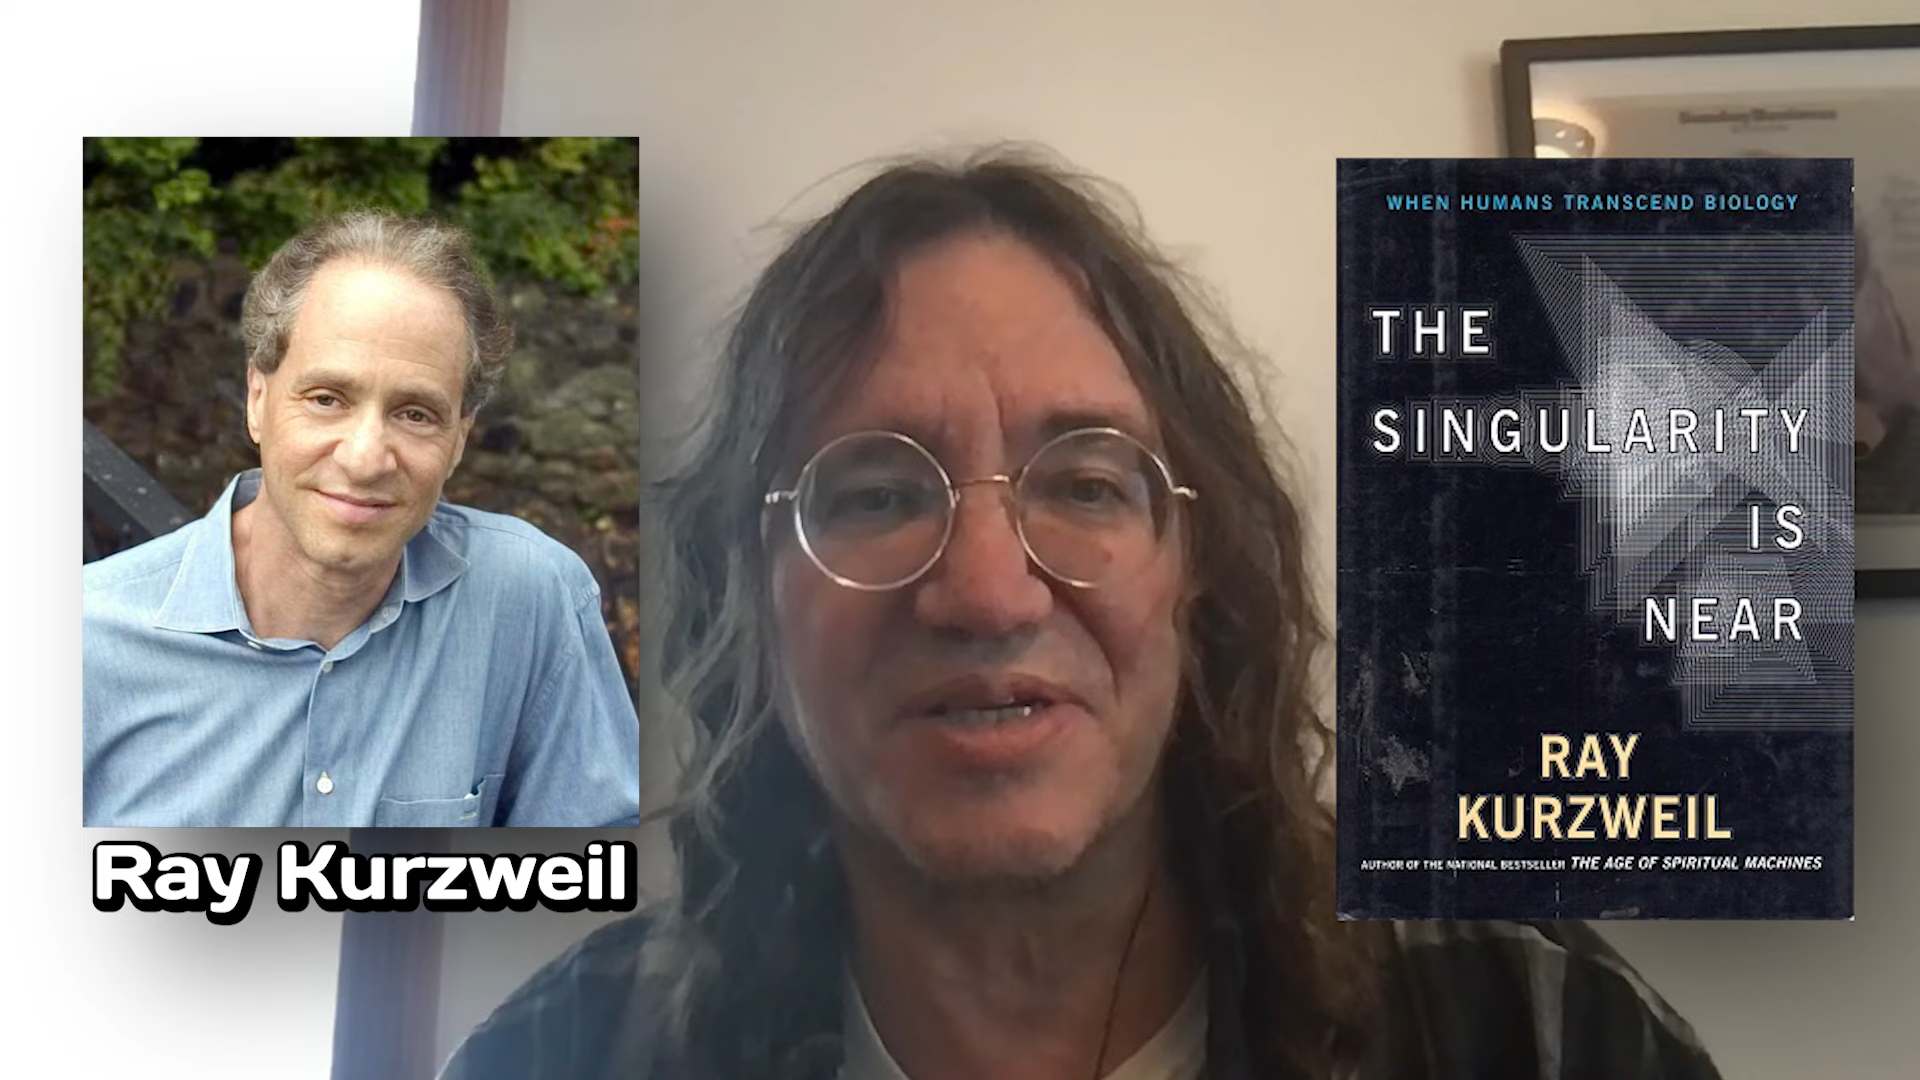 Ray Kurzweil
WHEN HUMANS TRANSCEND BIOLOGY
THE
SINGULARITY
IS
NEAR
RAY
KURZWEIL
AUTHOR OF THE NATIONAL BESTSELLER THE AGE OF SPIRITUAL MACHINES